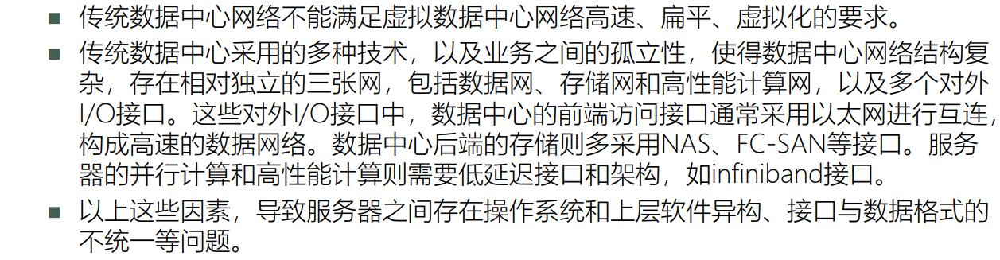 ■ 传统数据中心网络不能满足虚拟数据中心网络高速、扁平、虚拟化的要求。
■ 传统数据中心采用的多种技术，以及业务之间的孤立性，使得数据中心网络结构复
杂，存在相对独立的三张网，包括数据网、存储网和高性能计算网，以及多个对外
I/O接口。这些对外I/O接口中，数据中心的前端访问接口通常采用以太网进行互连，
构成高速的数据网络。数据中心后端的存储则多采用NAS、FC-SAN等接口。服务
器的并行计算和高性能计算则需要低延迟接口和架构，如infiniband接口。
■ 以上这些因素，导致服务器之间存在操作系统和上层软件异构、接口与数据格式的
不统一等问题。